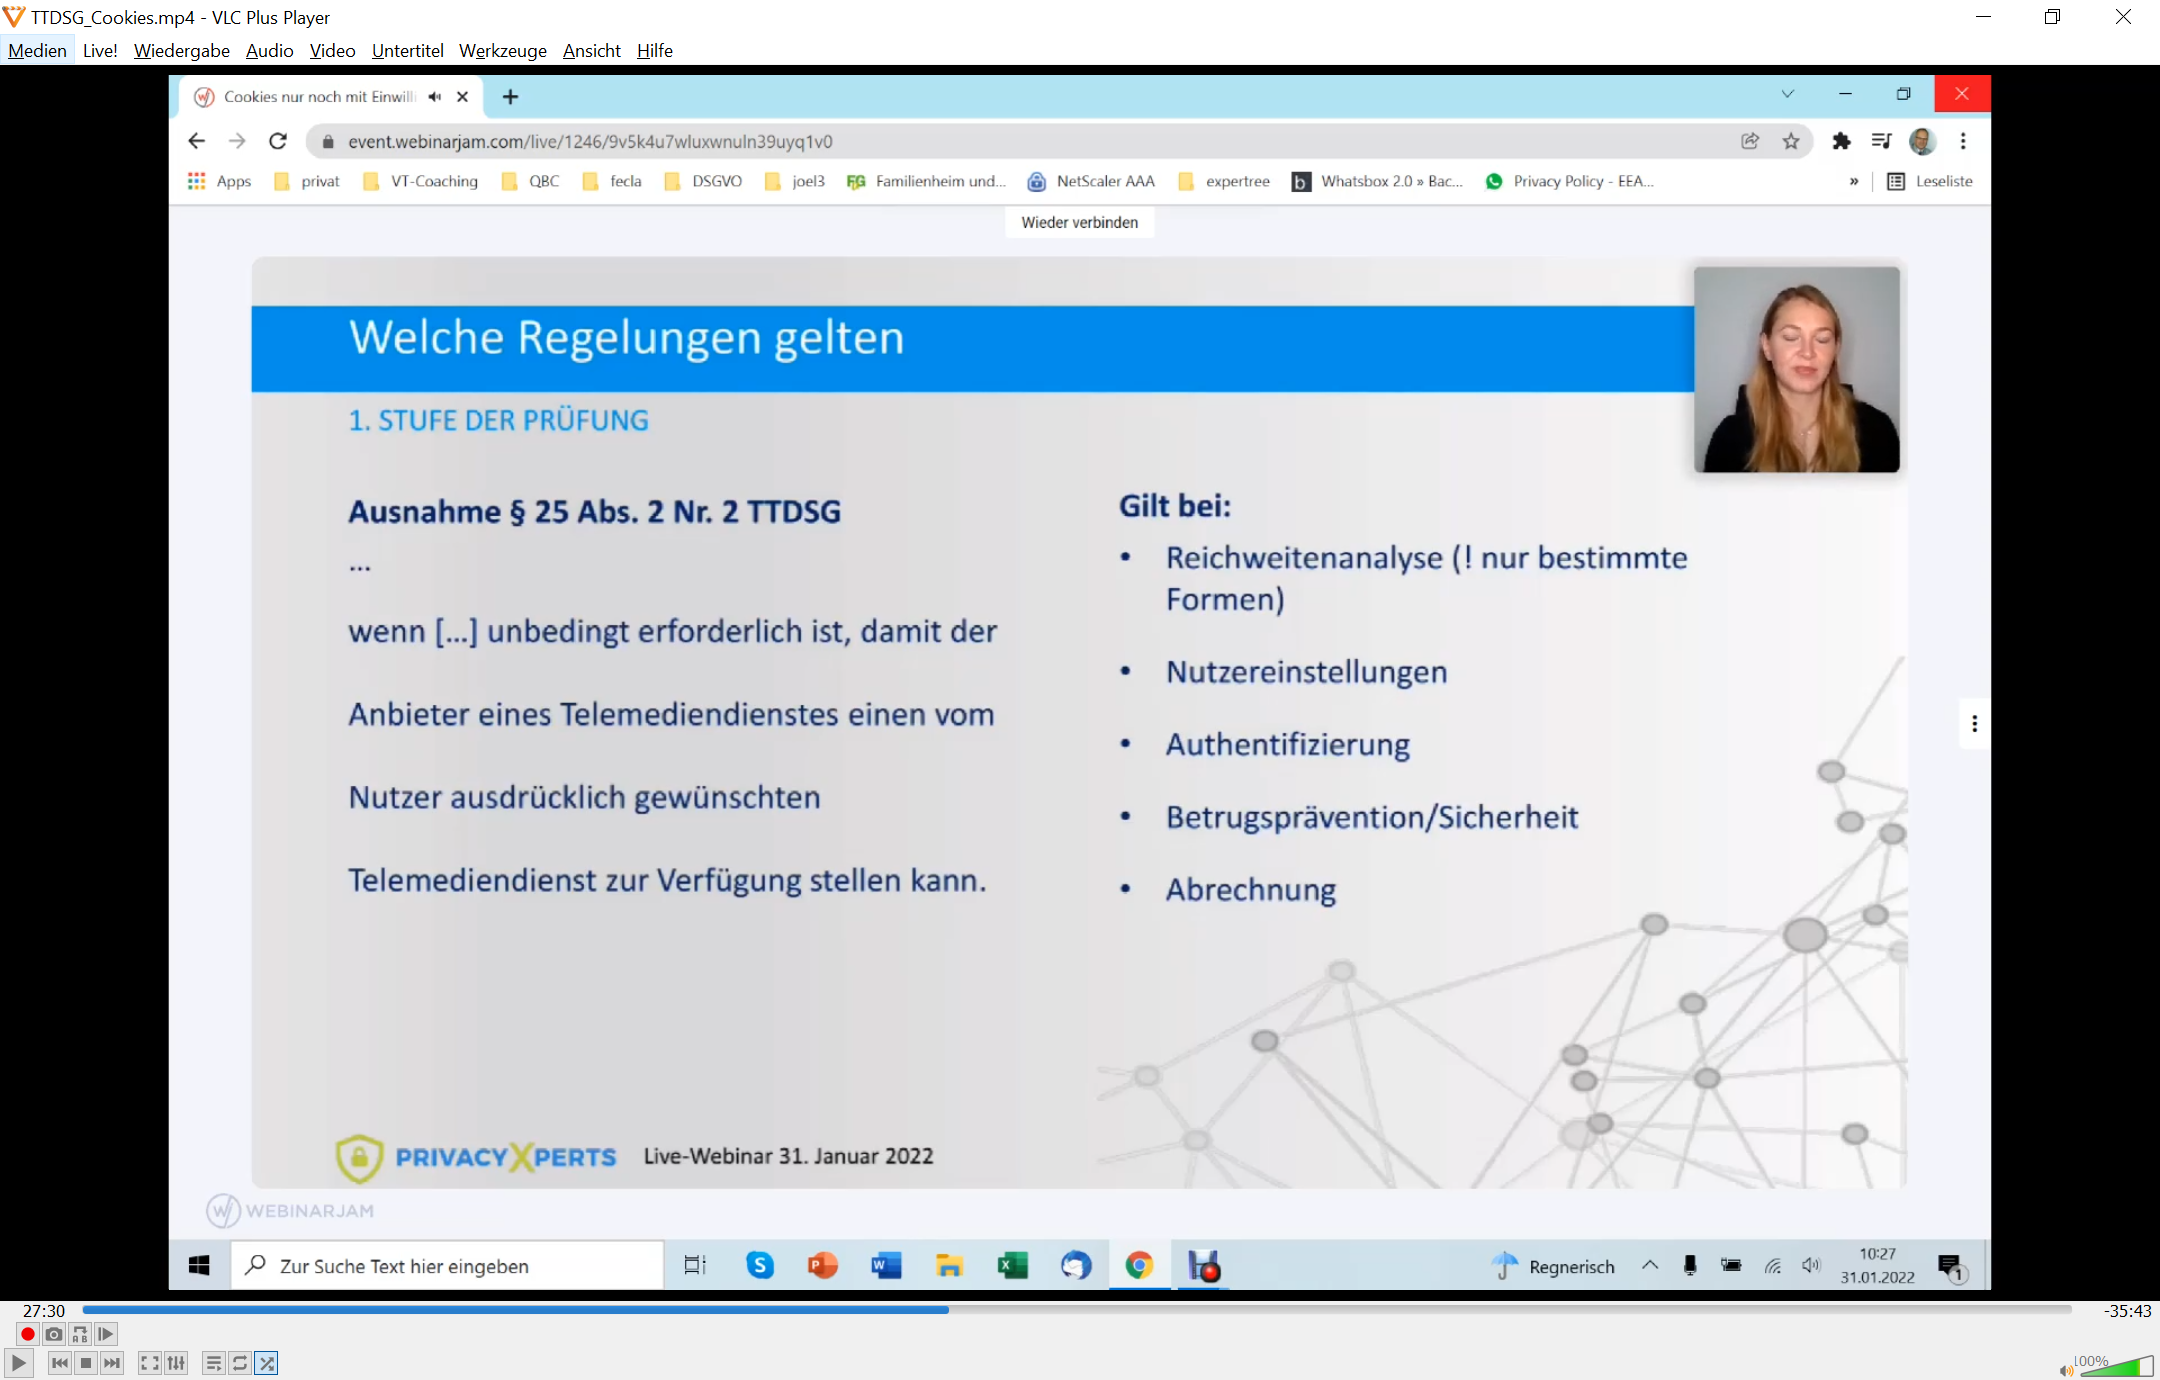 TTDSG_Cookies.mp4 - VLC Plus Player
Medien Live! Wiedergabe Audio Video Untertitel Werkzeuge Ansicht Hilfe
Cookies nur noch mit Einwilli
event.webinarjam.com/live/1246/9v5k4u7wluxwnuln39uyq1v0
Apps privat VT-Coaching QBC fecla DSGVO joel3 FG Familienheim und... NetScaler AAA expertree b Whatsbox 2.0 » Bac... Privacy Policy - EEA... » Leseliste
Wieder verbinden
Welche Regelungen gelten
1. STUFE DER PRÜFUNG
Ausnahme § 25 Abs. 2 Nr. 2 TTDSG
...
wenn [...] unbedingt erforderlich ist, damit der
Anbieter eines Telemediendienstes einen vom
Nutzer ausdrücklich gewünschten
Telemediendienst zur Verfügung stellen kann.
Gilt bei:
• Reichweitenanalyse (! nur bestimmte
Formen)
• Nutzereinstellungen
• Authentifizierung
• Betrugsprävention/Sicherheit
• Abrechnung
PRIVACYXPERTS Live-Webinar 31. Januar 2022
WEBINARJAM
Zur Suche Text hier eingeben
Regnerisch
10:27
31.01.2022
1
27:30
-35:43
100%